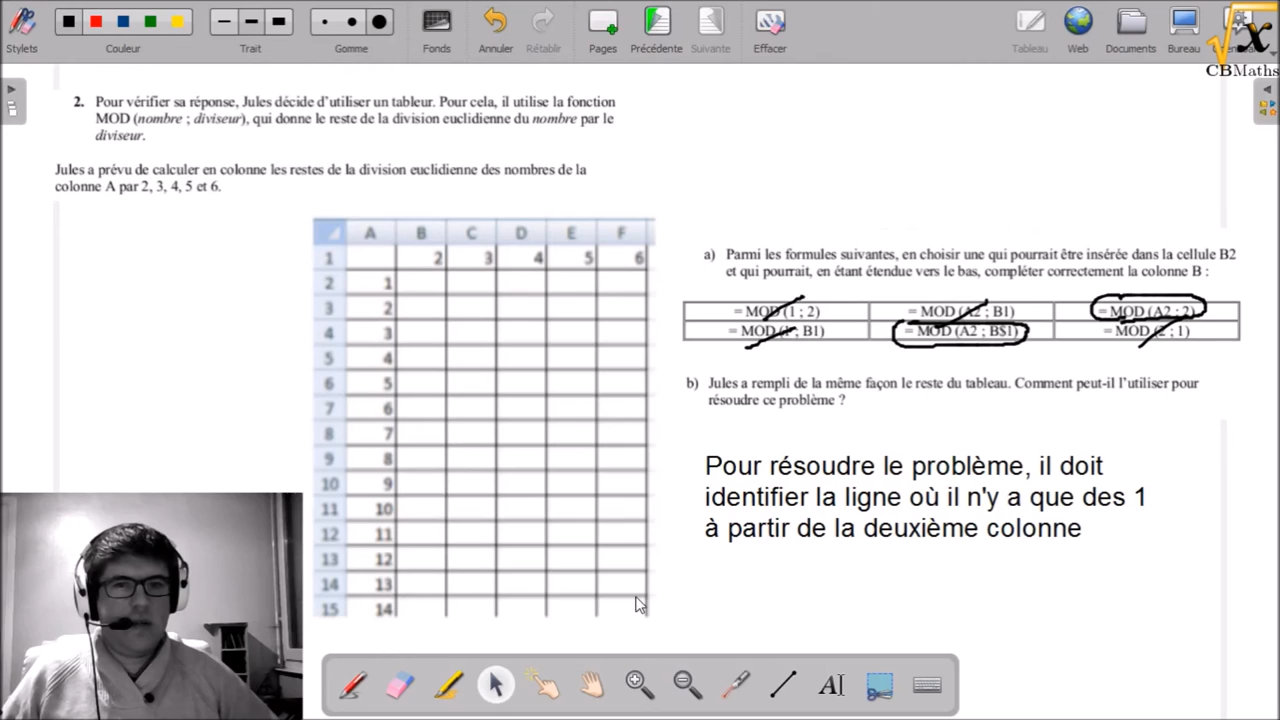 Stylets Couleur Trait Gomme Fonds Annuler Rétablir Pages Précédente Suivante Effacer Tableau Web Documents Bureau
CBMaths
2. Pour vérifier sa réponse, Jules décide d'utiliser un tableur. Pour cela, il utilise la fonction
MOD (nombre ; diviseur), qui donne le reste de la division euclidienne du nombre par le
diviseur.
Jules a prévu de calculer en colonne les restes de la division euclidienne des nombres de la
colonne A par 2, 3, 4, 5 et 6.
A B C D E F
1 2 3 4 5 6
2 1
3 2
4 3
5 4
6 5
7 6
8 7
9 8
10 9
11 10
12 11
13 12
14 13
15 14
a) Parmi les formules suivantes, en choisir une qui pourrait être insérée dans la cellule B2
et qui pourrait, en étant étendue vers le bas, compléter correctement la colonne B :
= MOD (1 ; 2) = MOD (A2 ; B1) = MOD (A2 ; 2)
= MOD (1 ; B1) = MOD (A2 ; B$1) = MOD (2 ; 1)
b) Jules a rempli de la même façon le reste du tableau. Comment peut-il l'utiliser pour
résoudre ce problème ?
Pour résoudre le problème, il doit
identifier la ligne où il n'y a que des 1
à partir de la deuxième colonne
AI